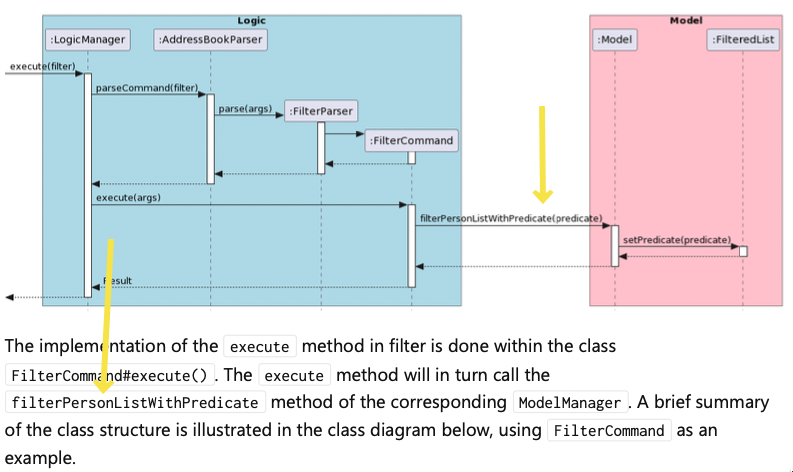 Logic
Model
:LogicManager
:AddressBookParser
:Model
:FilteredList
execute(filter)
parseCommand(filter)
parse(args)
:FilterParser
:FilterCommand
execute(args)
filterPersonListWithPredicate(predicate)
setPredicate(predicate)
Result
The implementation of the execute method in filter is done within the class
FilterCommand#execute(). The execute method will in turn call the
filterPersonListWithPredicate method of the corresponding ModelManager. A brief summary
of the class structure is illustrated in the class diagram below, using FilterCommand as an
example.